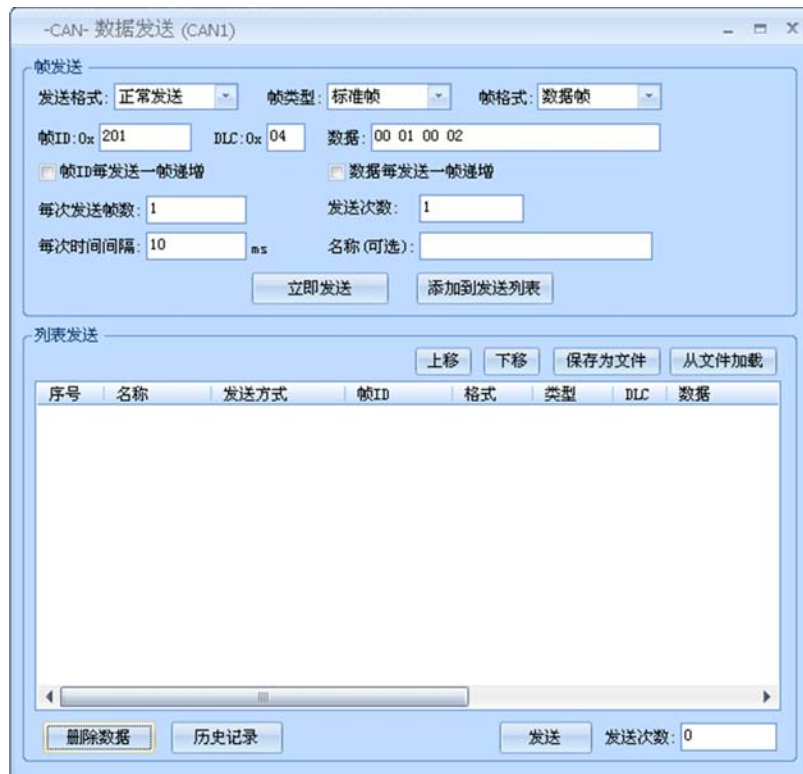 -CAN- 数据发送 (CAN1)
帧发送
发送格式: 正常发送 帧类型: 标准帧 帧格式: 数据帧
帧ID:0x 201 DLC:0x 04 数据: 00 01 00 02
帧ID每发送一帧递增 数据每发送一帧递增
每次发送帧数: 1 发送次数: 1
每次时间间隔: 10 ms 名称(可选):
立即发送 添加到发送列表
列表发送
上移 下移 保存为文件 从文件加载
序号 名称 发送方式 帧ID 格式 类型 DLC 数据
删除数据 历史记录 发送 发送次数: 0